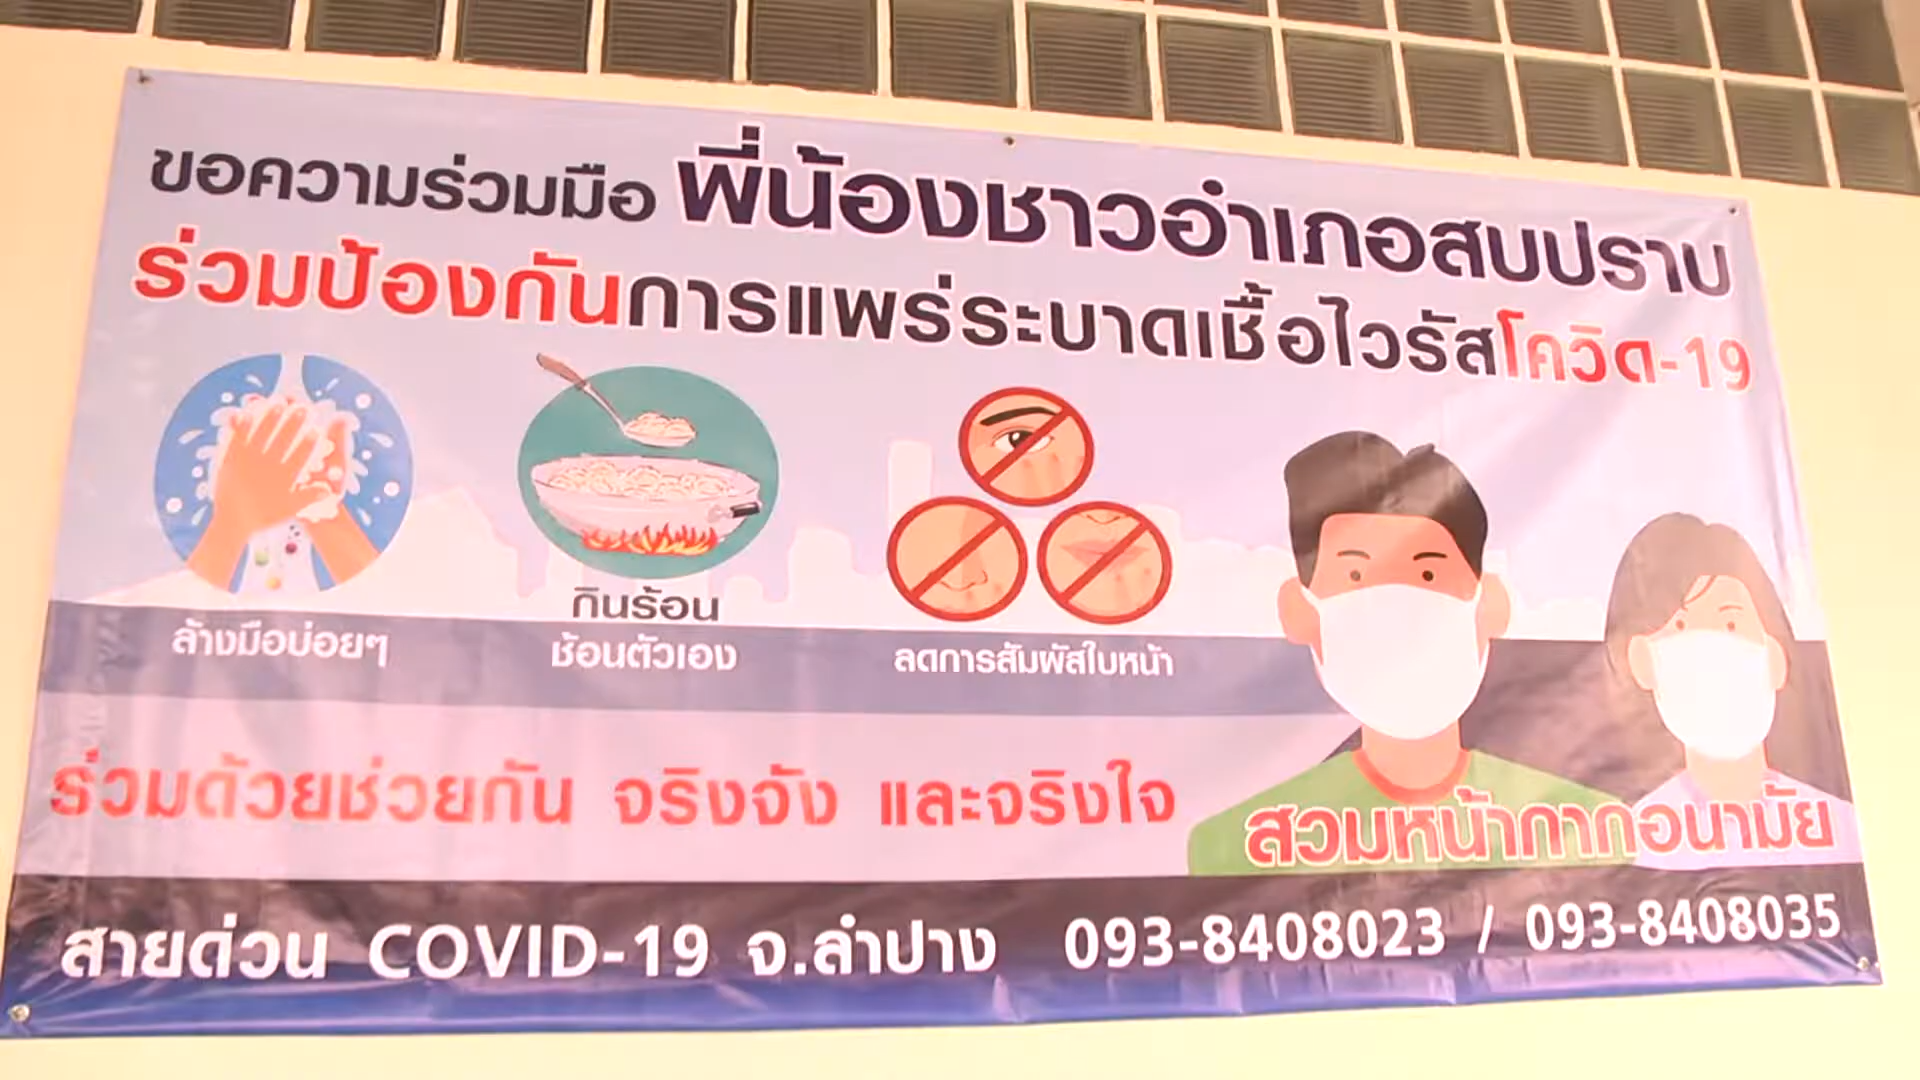 ขอความร่วมมือ พี่น้องชาวอำเภอสบปราบ
ร่วมป้องกันการแพร่ระบาดเชื้อไวรัสโควิด-19
ล้างมือบ่อยๆ
กินร้อน
ช้อนตัวเอง
ลดการสัมผัสใบหน้า
ร่วมด้วยช่วยกัน จริงจัง และจริงใจ
สวมหน้ากากอนามัย
สายด่วน COVID-19 จ.ลำปาง 093-8408023 / 093-8408035